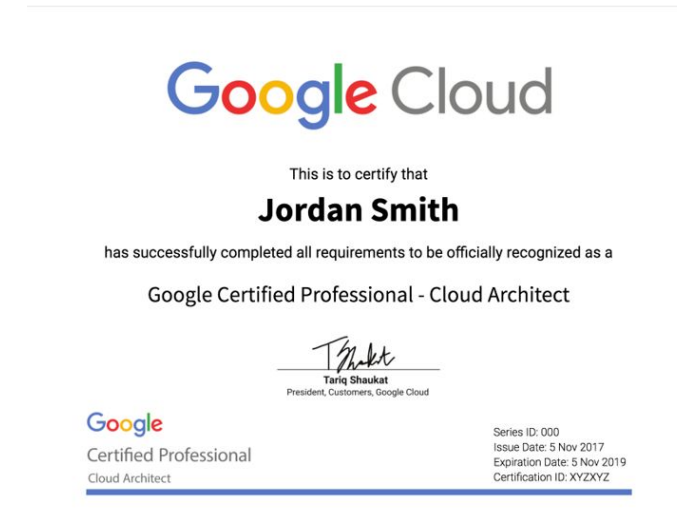 Google Cloud
This is to certify that
Jordan Smith
has successfully completed all requirements to be officially recognized as a
Google Certified Professional - Cloud Architect
T Shakt
Tariq Shaukat
President, Customers, Google Cloud
Google
Certified Professional
Cloud Architect
Series ID: 000
Issue Date: 5 Nov 2017
Expiration Date: 5 Nov 2019
Certification ID: XYZXYZ